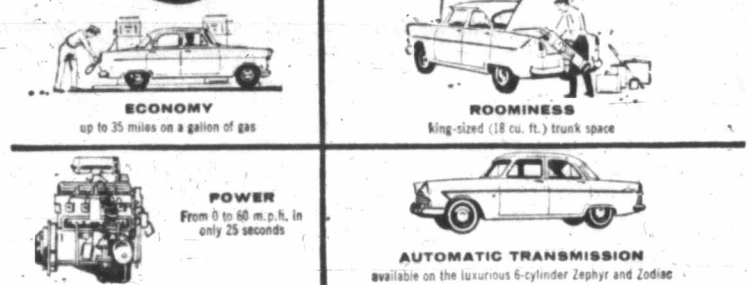 ECONOMY
up to 35 miles on a gallon of gas
ROOMINESS
king-sized (18 cu. ft.) trunk space
POWER
From 0 to 60 m.p.h. in
only 25 seconds
AUTOMATIC TRANSMISSION
available on the luxurious 6-cylinder Zephyr and Zodiac